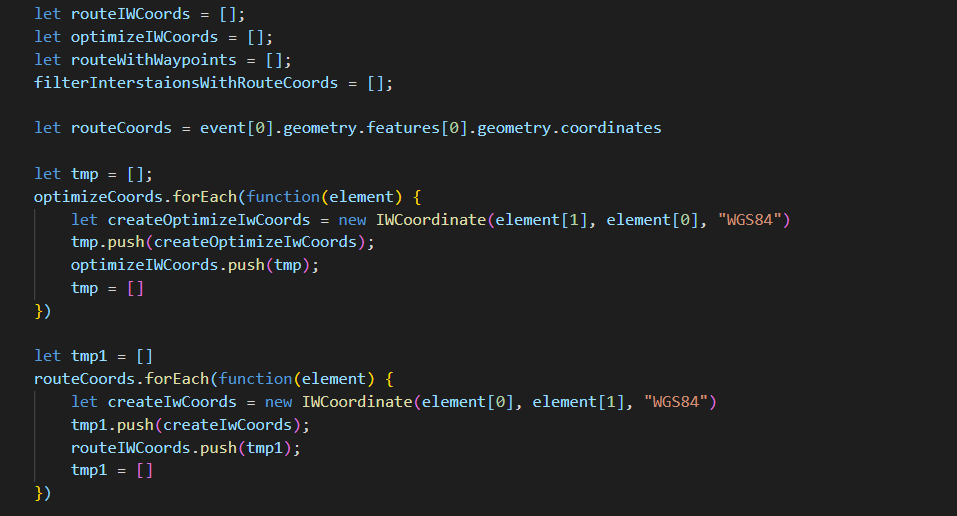 let routeIWCoords = [];
let optimizeIWCoords = [];
let routeWithWaypoints = [];
filterInterstaionsWithRouteCoords = [];
let routeCoords = event[0].geometry.features[0].geometry.coordinates
let tmp = [];
optimizeCoords.forEach(function(element) {
let createOptimizeIwCoords = new IWCoordinate(element[1], element[0], "WGS84")
tmp.push(createOptimizeIwCoords);
optimizeIWCoords.push(tmp);
tmp = []
})
let tmp1 = []
routeCoords.forEach(function(element) {
let createIwCoords = new IWCoordinate(element[0], element[1], "WGS84")
tmp1.push(createIwCoords);
routeIWCoords.push(tmp1);
tmp1 = []
})